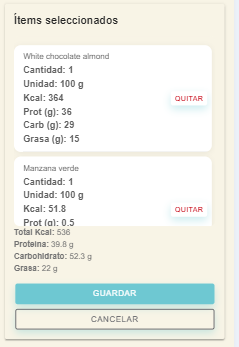 Ítems seleccionados
White chocolate almond
Cantidad: 1
Unidad: 100 g
Kcal: 364
QUITAR
Prot (g): 36
Carb (g): 29
Grasa (g): 15
Manzana verde
Cantidad: 1
Unidad: 100 g
Kcal: 51.8
QUITAR
Prot (g): 0.5
Total Kcal: 536
Proteina: 39.8 g
Carbohidrato: 52.3 g
Grasa: 22 g
GUARDAR
CANCELAR